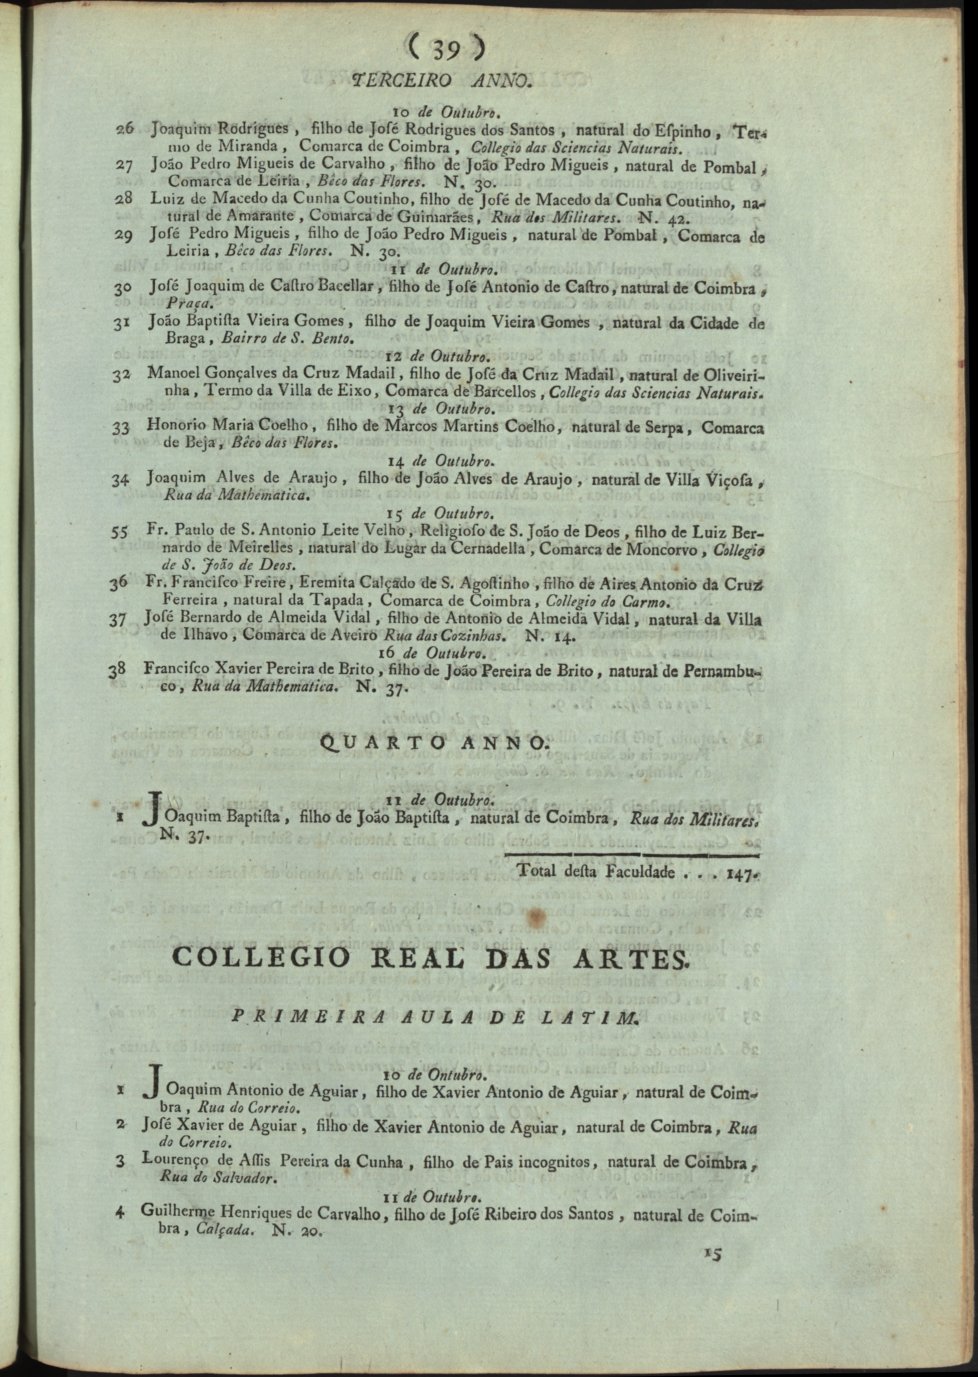 ( 39 )
TERCEIRO ANNO.
10 de Outubro.
26 Joaquim Rodrigues , filho de Joſé Rodrigues dos Santos , natural do Eſpinho , Ter-
mo de Miranda , Comarca de Coimbra , Collegio das Sciencias Naturais.
27 João Pedro Migueis de Carvalho , filho de João Pedro Migueis , natural de Pombal ,
Comarca de Leiria , Bêco das Flores. N. 30.
28 Luiz de Macedo da Cunha Coutinho, filho de Joſé de Macedo da Cunha Coutinho, na-
tural de Amarante , Comarca de Guimarães, Rua dos Militares. N. 42.
29 Joſé Pedro Migueis , filho de João Pedro Migueis , natural de Pombal , Comarca de
Leiria , Bêco das Flores. N. 30.
11 de Outubro.
30 Joſé Joaquim de Caſtro Bacellar , filho de Joſé Antonio de Caſtro, natural de Coimbra ,
Praça.
31 João Baptiſta Vieira Gomes , filho de Joaquim Vieira Gomes , natural da Cidade de
Braga , Bairro de S. Bento.
12 de Outubro.
32 Manoel Gonçalves da Cruz Madail , filho de Joſé da Cruz Madail , natural de Oliveiri-
nha , Termo da Villa de Eixo, Comarca de Barcellos , Collegio das Sciencias Naturais.
13 de Outubro.
33 Honorio Maria Coelho , filho de Marcos Martins Coelho, natural de Serpa , Comarca
de Beja, Bêco das Flores.
14 de Outubro.
34 Joaquim Alves de Araujo , filho de João Alves de Araujo , natural de Villa Viçoſa ,
Rua da Mathematica.
15 de Outubro.
55 Fr. Paulo de S. Antonio Leite Velho , Religioſo de S. João de Deos , filho de Luiz Ber-
nardo de Meirelles , natural do Lugar da Cernadella , Comarca de Moncorvo , Collegio
de S. João de Deos.
36 Fr. Franciſco Freire, Eremita Calçado de S. Agoſtinho , filho de Aires Antonio da Cruz
Ferreira , natural da Tapada , Comarca de Coimbra , Collegio do Carmo.
37 Joſé Bernardo de Almeida Vidal , filho de Antonio de Almeida Vidal , natural da Villa
de Ilhavo , Comarca de Aveiro Rua das Cozinhas. N. 14.
16 de Outubro.
38 Franciſco Xavier Pereira de Brito , filho de João Pereira de Brito , natural de Pernambu-
co , Rua da Mathematica. N. 37.
QUARTO ANNO.
11 de Outubro.
1 JOaquim Baptiſta , filho de João Baptiſta , natural de Coimbra , Rua dos Militares.
N. 37.
Total deſta Faculdade . . . 147.
COLLEGIO REAL DAS ARTES.
PRIMEIRA AULA DE LATIM.
10 de Ontubro.
1 JOaquim Antonio de Aguiar , filho de Xavier Antonio de Aguiar , natural de Coim-
bra , Rua do Correio.
2 Joſé Xavier de Aguiar , filho de Xavier Antonio de Aguiar , natural de Coimbra , Rua
do Correio.
3 Lourenço de Aſſis Pereira da Cunha , filho de Pais incognitos , natural de Coimbra ,
Rua do Salvador.
11 de Outubro.
4 Guilherme Henriques de Carvalho, filho de Joſé Ribeiro dos Santos , natural de Coim-
bra , Calçada. N. 20.
15